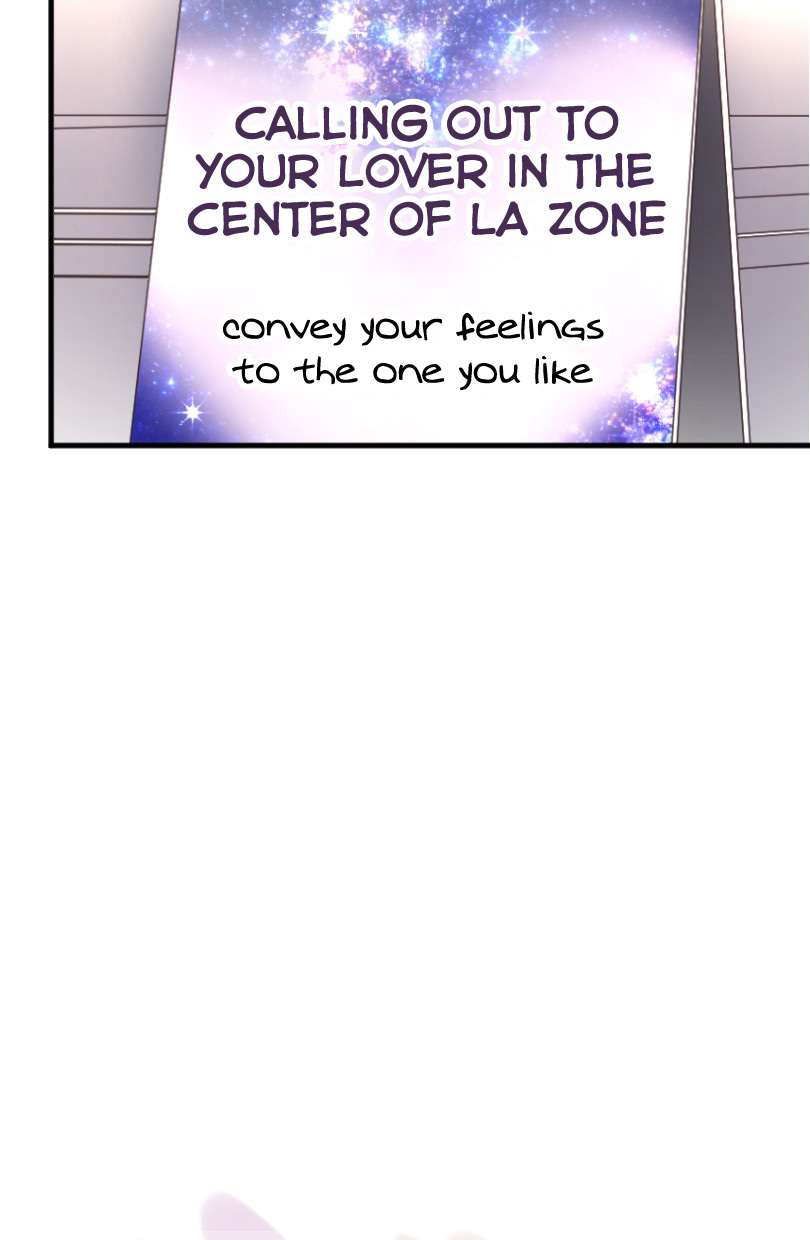 CALLING OUT TO
YOUR LOVER IN THE
CENTER OF LA ZONE
convey your feelings
to the one you like